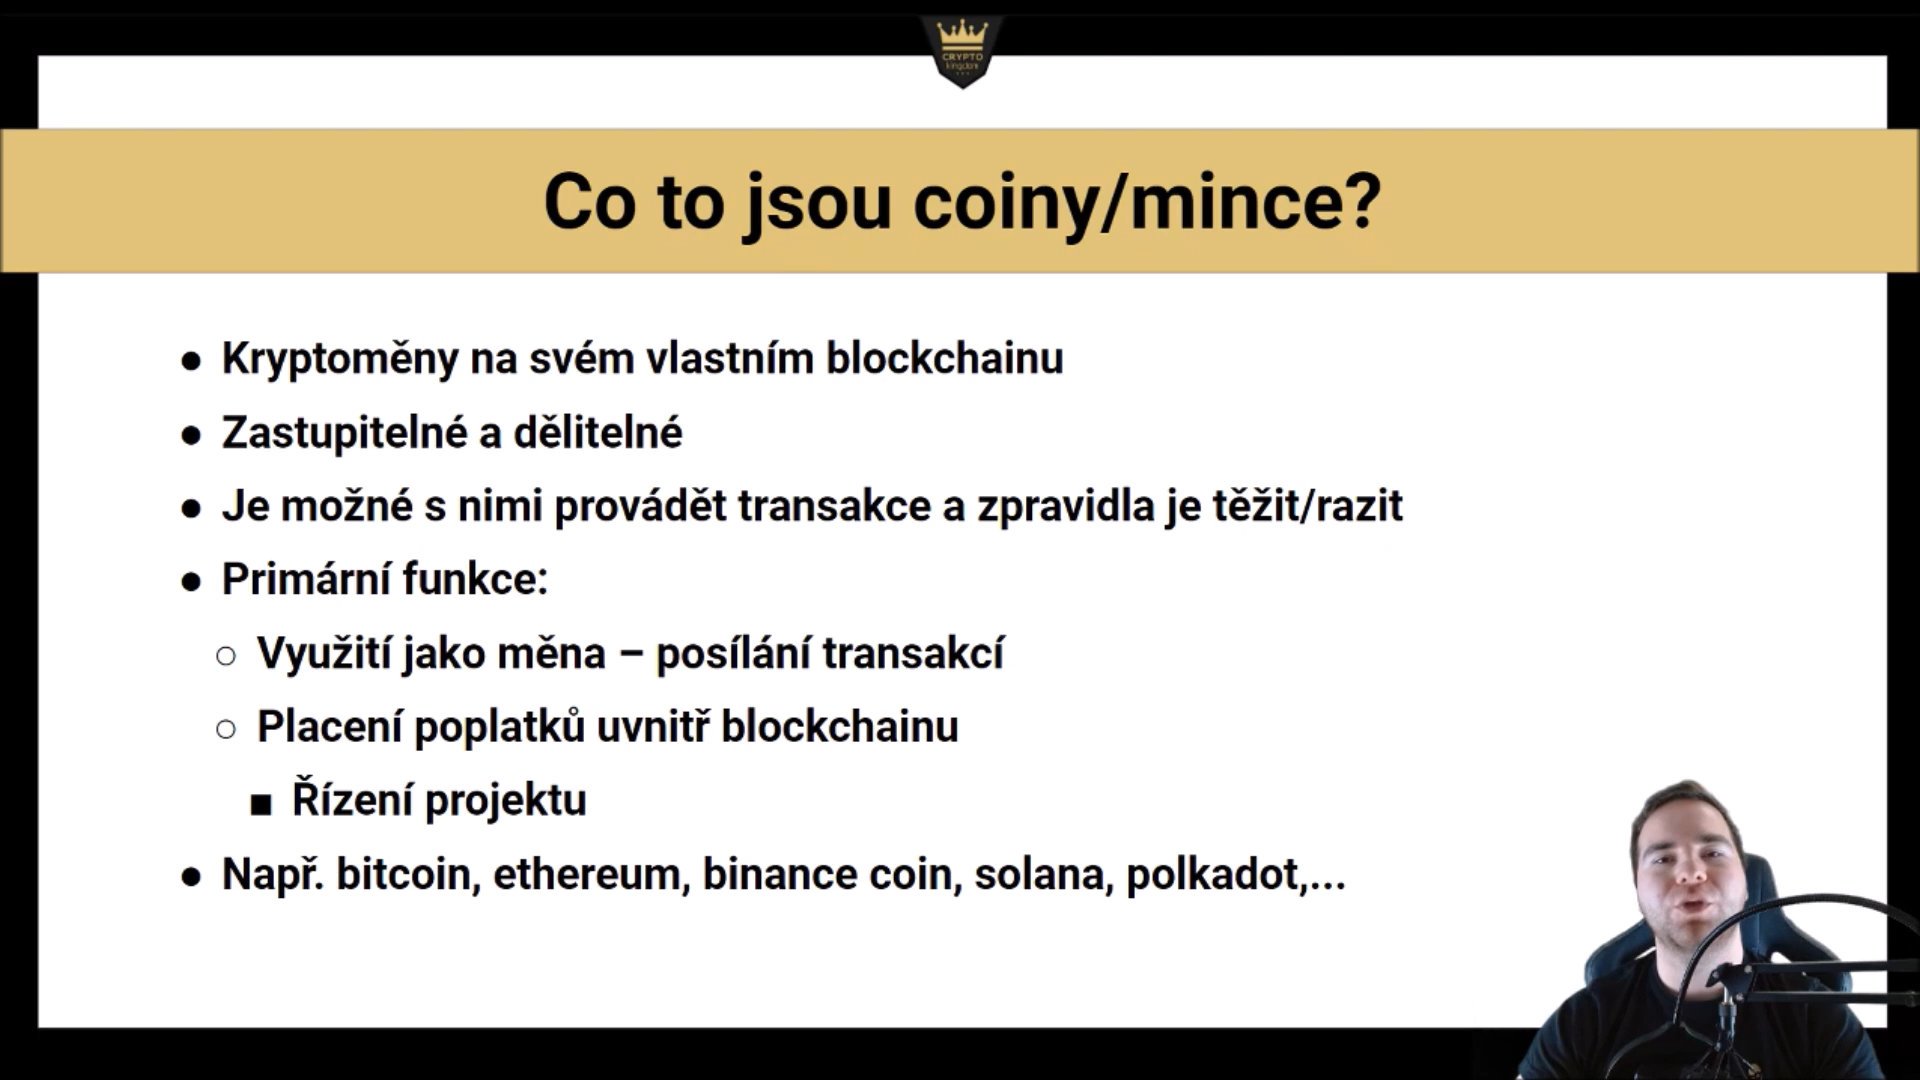 CRYPTO
kingdom
Co to jsou coiny/mince?
● Kryptoměny na svém vlastním blockchainu
● Zastupitelné a dělitelné
● Je možné s nimi provádět transakce a zpravidla je těžit/razit
● Primární funkce:
○ Využití jako měna – posílání transakcí
○ Placení poplatků uvnitř blockchainu
■ Řízení projektu
● Např. bitcoin, ethereum, binance coin, solana, polkadot,...